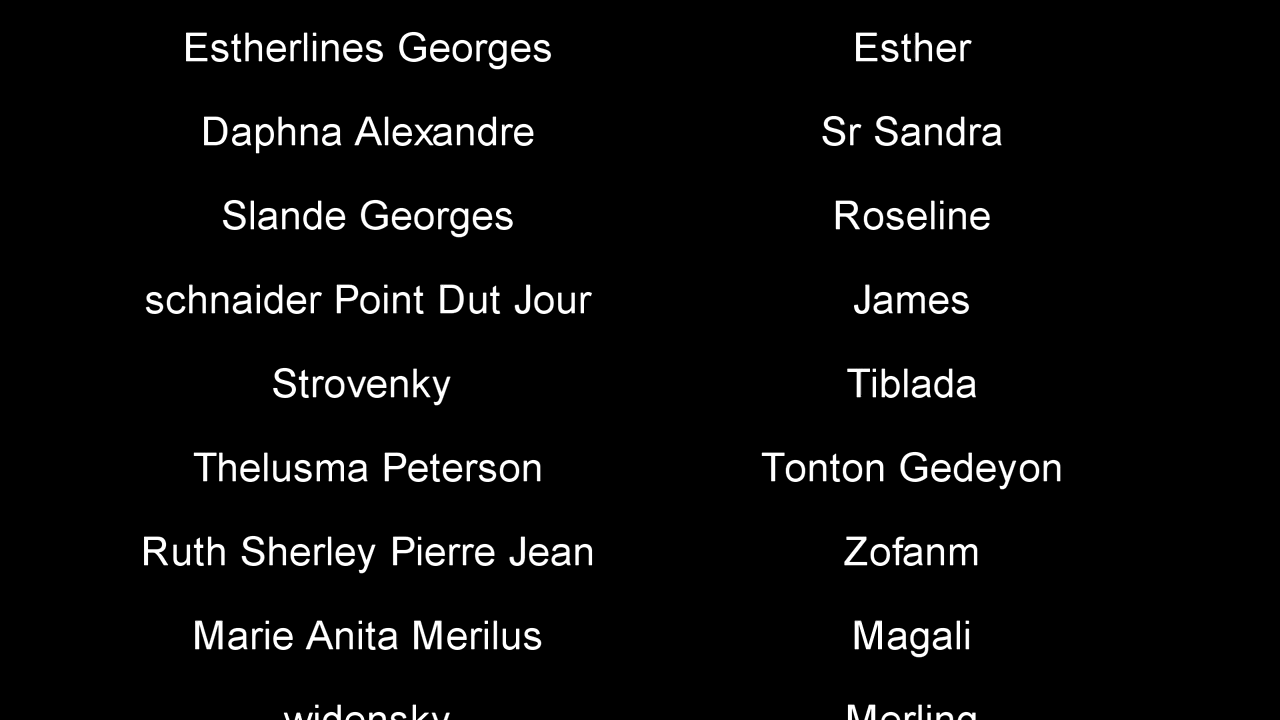 Estherlines Georges Esther
Daphna Alexandre Sr Sandra
Slande Georges Roseline
schnaider Point Dut Jour James
Strovenky Tiblada
Thelusma Peterson Tonton Gedeyon
Ruth Sherley Pierre Jean Zofanm
Marie Anita Merilus Magali